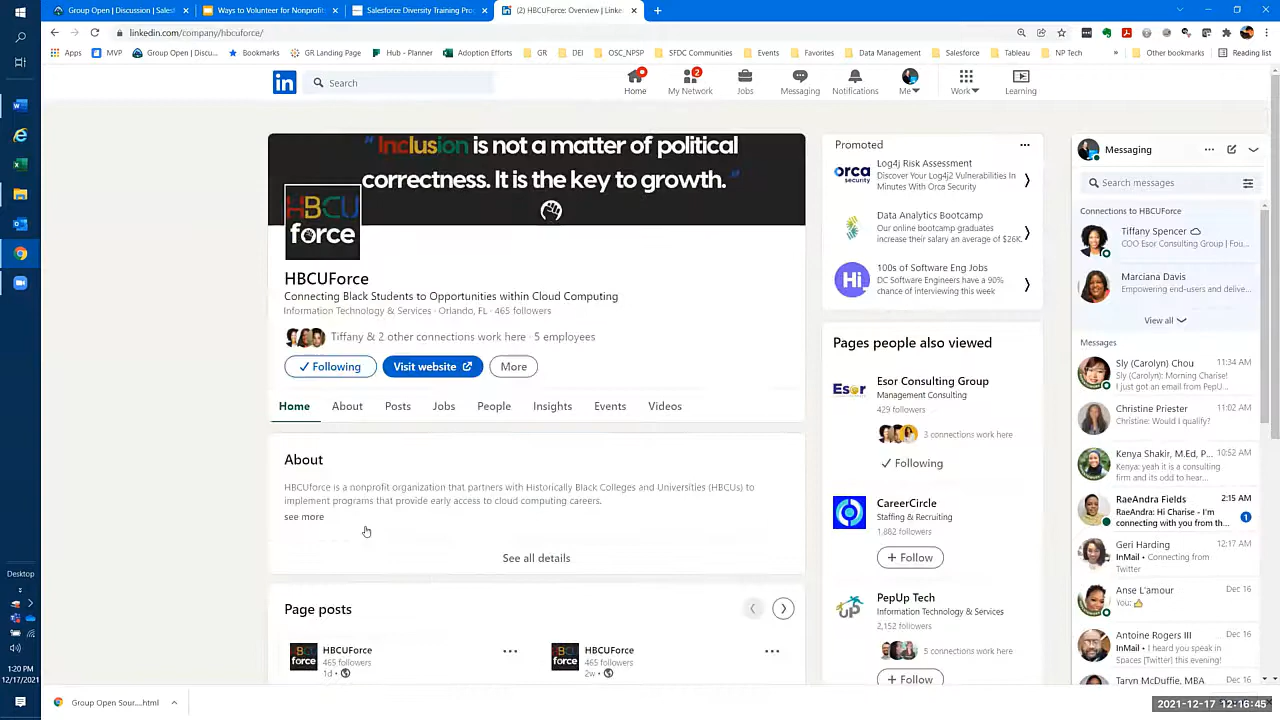 Group Open | Discussion | Sales
Ways to Volunteer for Nonprofit
Salesforce Diversity Training Pro
(2) HBCUForce: Overview | Linke
linkedin.com/company/hbcuforce/
Apps
MVP
Group Open | Discu...
Bookmarks
GR Landing Page
Hub - Planner
Adoption Efforts
GR
DEI
OSC_NPSP
SFDC Communities
Events
Favorites
Data Management
Salesforce
Tableau
NP Tech
»
Other bookmarks
Reading list
in
Search
Home
2
My Network
Jobs
Messaging
Notifications
Me
Work
Learning
" Inclusion is not a matter of political
correctness. It is the key to growth. "
HBCU
force
HBCUForce
Connecting Black Students to Opportunities within Cloud Computing
Information Technology & Services · Orlando, FL · 465 followers
Tiffany & 2 other connections work here · 5 employees
Following
Visit website
More
Home
About
Posts
Jobs
People
Insights
Events
Videos
About
HBCUforce is a nonprofit organization that partners with Historically Black Colleges and Universities (HBCUs) to
implement programs that provide early access to cloud computing careers.
see more
See all details
Page posts
HBCU
force
HBCUForce
465 followers
1d •
HBCU
force
HBCUForce
465 followers
2w •
Promoted
orca
security
Log4j Risk Assessment
Discover Your Log4j2 Vulnerabilities In
Minutes With Orca Security
Data Analytics Bootcamp
Our online bootcamp graduates
increase their salary an average of $26K.
Hi
100s of Software Eng Jobs
DC Software Engineers have a 90%
chance of interviewing this week
Pages people also viewed
Esor
Esor Consulting Group
Management Consulting
429 followers
3 connections work here
Following
CareerCircle
Staffing & Recruiting
1,882 followers
+ Follow
UP
PepUp Tech
Information Technology & Services
2,152 followers
5 connections work here
+ Follow
Messaging
Search messages
Connections to HBCUForce
Tiffany Spencer
COO Esor Consulting Group | Fou...
Marciana Davis
Empowering end-users and delive...
View all
Messages
Sly (Carolyn) Chou
11:34 AM
Sly (Carolyn): Morning Charise!
I just got an email from PepU...
Christine Priester
11:02 AM
Christine: Would I qualify?
Kenya Shakir, M.Ed, P...
10:52 AM
Kenya: yeah it is a consulting
firm and its odd to hear...
RaeAndra Fields
2:15 AM
RaeAndra: Hi Charise - I'm
connecting with you from th...
1
Geri Harding
12:17 AM
InMail • Connecting from
Twitter
Anse L'amour
Dec 16
You:
Antoine Rogers III
Dec 16
InMail • I heard you speak in
Spaces [Twitter] this evening!
Taryn McDuffie, MBA
Dec 16
Desktop
1:20 PM
12/17/2021
Group Open Sour....html
2021-12-17 12:16:45